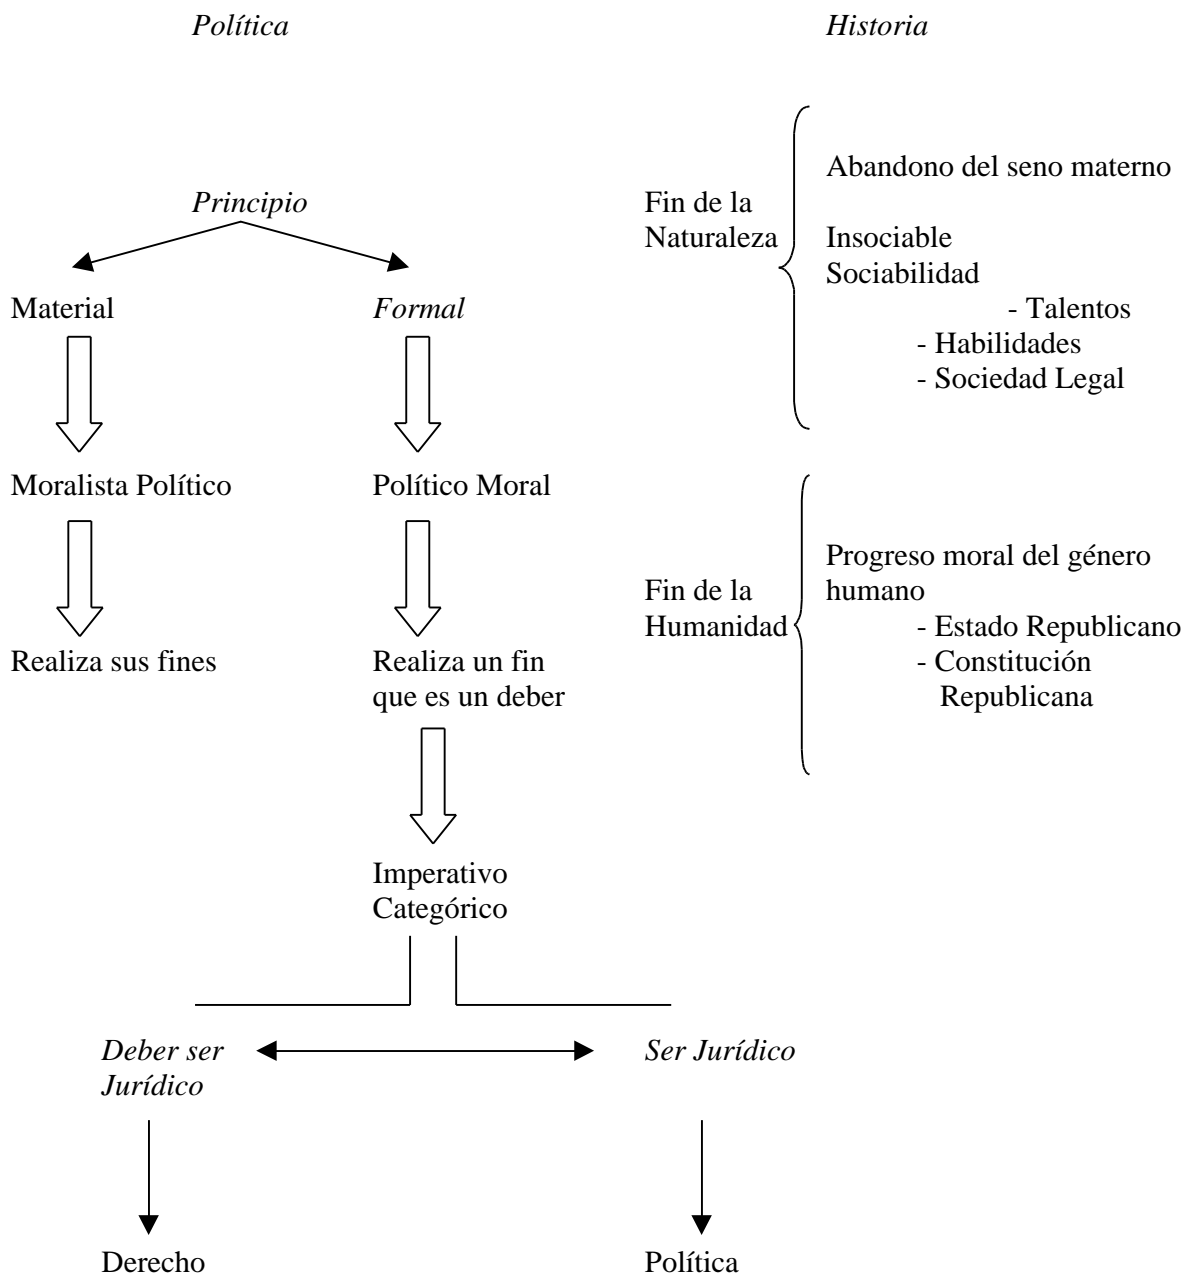 Política
Historia
Principio
Material
Formal
Moralista Político
Político Moral
Realiza sus fines
Realiza un fin
que es un deber
Imperativo
Categórico
Deber ser
Jurídico
Ser Jurídico
Derecho
Política
Fin de la
Naturaleza
Abandono del seno materno
Insociable
Sociabilidad
- Talentos
- Habilidades
- Sociedad Legal
Fin de la
Humanidad
Progreso moral del género
humano
- Estado Republicano
- Constitución
Republicana